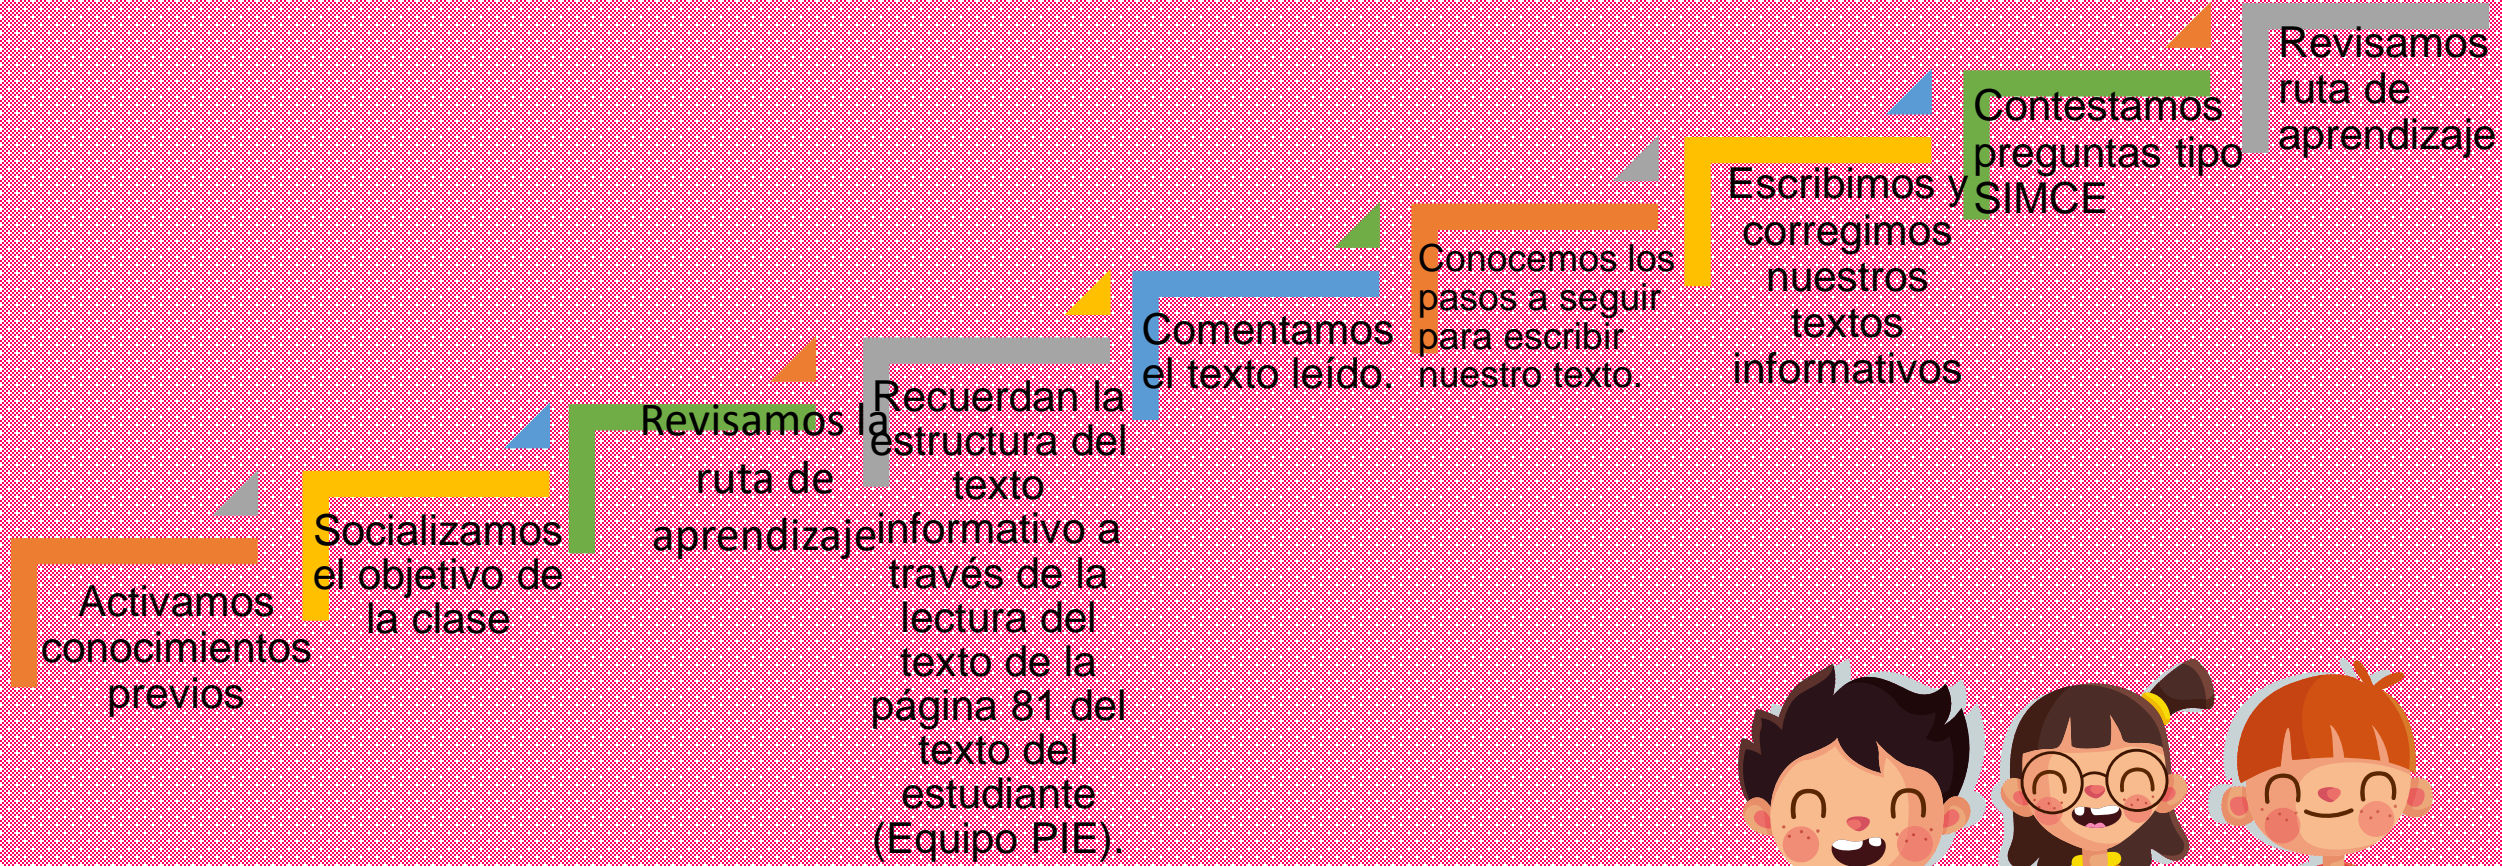 Activamos
conocimientos
previos
Socializamos
el objetivo de
la clase
Revisamos la
ruta de
aprendizaje
Recuerdan la
estructura del
texto
informativo a
través de la
lectura del
texto de la
página 81 del
texto del
estudiante
(Equipo PIE).
Comentamos
el texto leído.
Conocemos los
pasos a seguir
para escribir
nuestro texto.
Escribimos y
corregimos
nuestros
textos
informativos
Contestamos
preguntas tipo
SIMCE
Revisamos
ruta de
aprendizaje